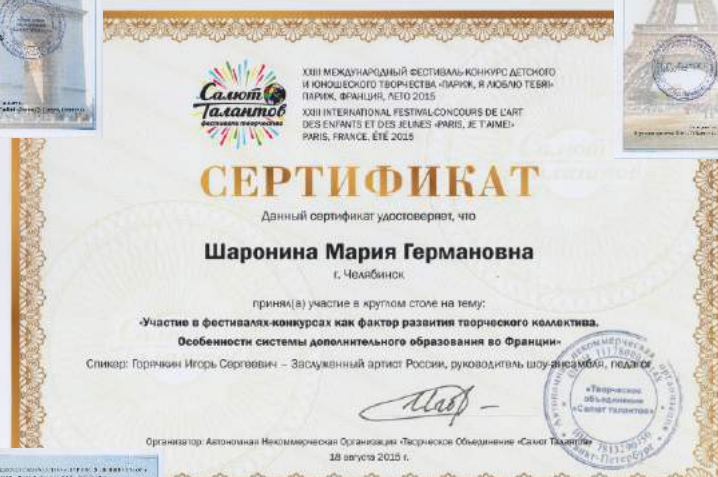 Салют Талантов
фестивали творчества
XXIII МЕЖДУНАРОДНЫЙ ФЕСТИВАЛЬ-КОНКУРС ДЕТСКОГО
И ЮНОШЕСКОГО ТВОРЧЕСТВА «ПАРИЖ, Я ЛЮБЛЮ ТЕБЯ!»
ПАРИЖ, ФРАНЦИЯ, ЛЕТО 2015
XXIII INTERNATIONAL FESTIVAL-CONCOURS DE L'ART
DES ENFANTS ET DES JEUNES «PARIS, JE T'AIME!»
PARIS, FRANCE, ÉTÉ 2015
СЕРТИФИКАТ
Данный сертификат удостоверяет, что
Шаронина Мария Германовна
г. Челябинск
принял(а) участие в круглом столе на тему:
«Участие в фестивалях-конкурсах как фактор развития творческого коллектива.
Особенности системы дополнительного образования во Франции»
Спикер: Горячкин Игорь Сергеевич – Заслуженный артист России, руководитель шоу-ансамбля, педагог
«Творческое
объединение
«Салют талантов»
Санкт-Петербург
Организатор: Автономная Некоммерческая Организация «Творческое Объединение «Салют Талантов»
18 августа 2015 г.